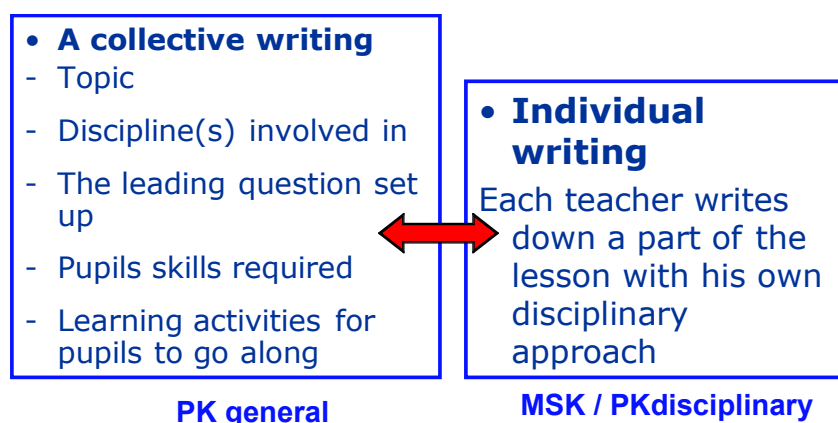 • A collective writing
- Topic
- Discipline(s) involved in
- The leading question set
up
- Pupils skills required
- Learning activities for
pupils to go along
PK general
• Individual
writing
Each teacher writes
down a part of the
lesson with his own
disciplinary
approach
MSK / PKdisciplinary